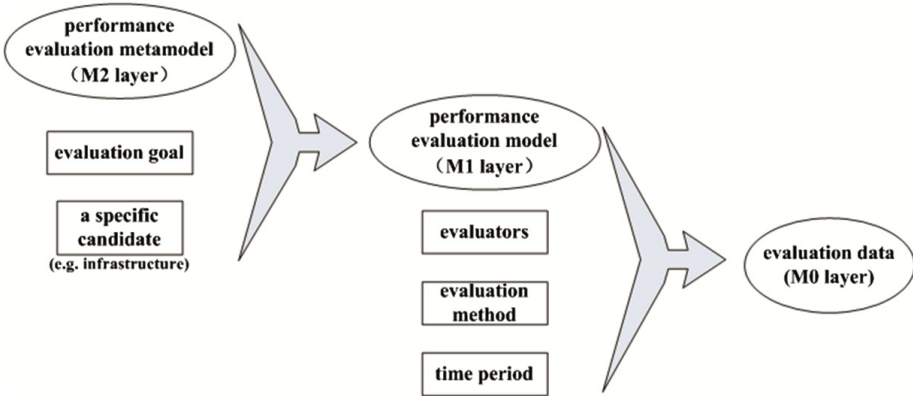 performance
evaluation metamodel
（M2 layer）
evaluation goal
a specific
candidate
(e.g. infrastructure)
performance
evaluation model
（M1 layer）
evaluators
evaluation
method
time period
evaluation data
(M0 layer)